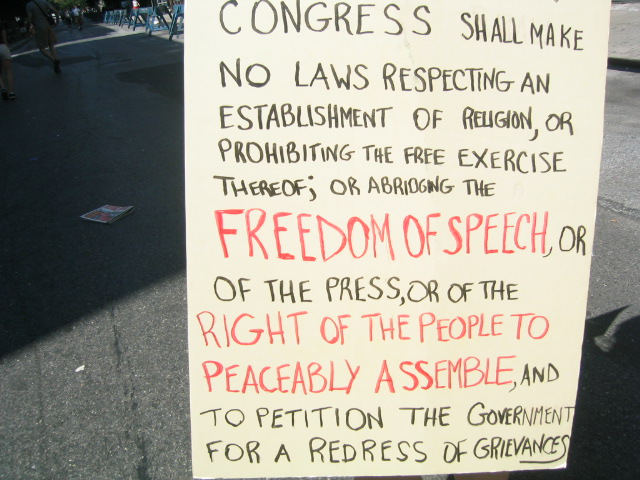 CONGRESS SHALL MAKE
NO LAWS RESPECTING AN
ESTABLISHMENT OF RELIGION, OR
PROHIBITING THE FREE EXERCISE
THEREOF; OR ABRIDGING THE
FREEDOM OF SPEECH, OR
OF THE PRESS, OR OF THE
RIGHT OF THE PEOPLE TO
PEACEABLY ASSEMBLE, AND
TO PETITION THE GOVERNMENT
FOR A REDRESS OF GRIEVANCES